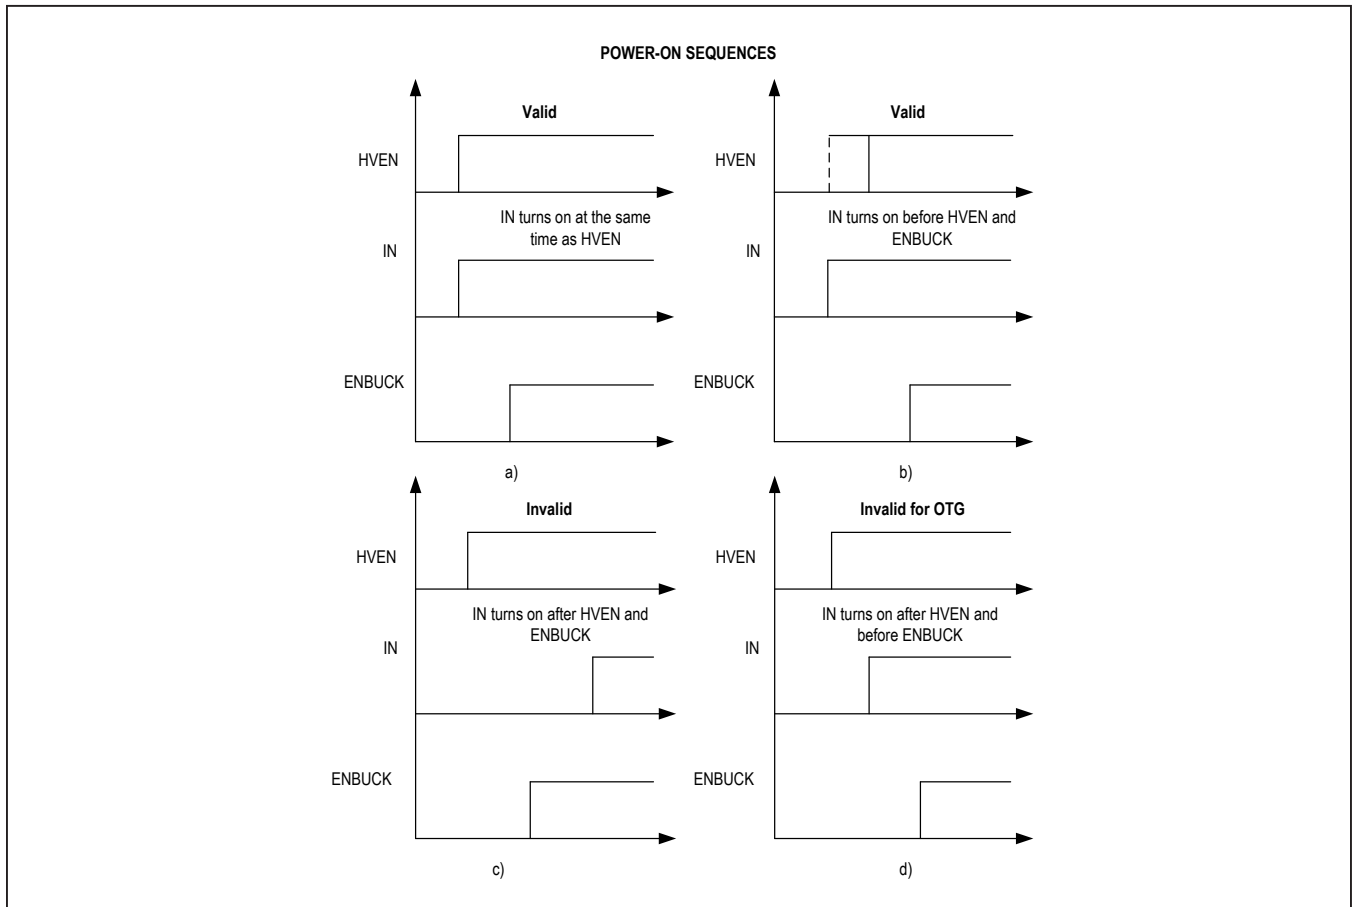 POWER-ON SEQUENCES
Valid
HVEN
IN turns on at the same
time as HVEN
IN
ENBUCK
a)
Valid
HVEN
IN turns on before HVEN and
ENBUCK
IN
ENBUCK
b)
Invalid
HVEN
IN turns on after HVEN and
ENBUCK
IN
ENBUCK
c)
Invalid for OTG
HVEN
IN turns on after HVEN and
before ENBUCK
IN
ENBUCK
d)